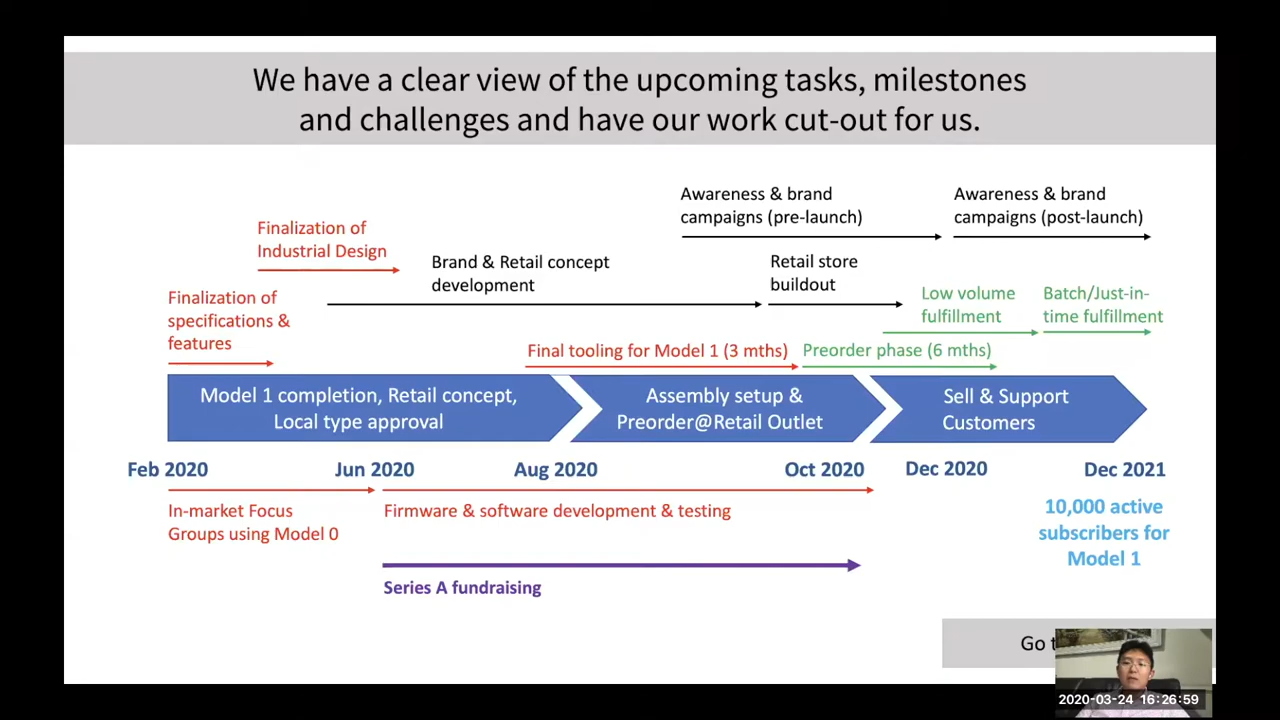 We have a clear view of the upcoming tasks, milestones
and challenges and have our work cut-out for us.
Awareness & brand
campaigns (pre-launch)
Awareness & brand
campaigns (post-launch)
Finalization of
Industrial Design
Brand & Retail concept
development
Retail store
buildout
Finalization of
specifications &
features
Low volume
fulfillment
Batch/Just-in-
time fulfillment
Final tooling for Model 1 (3 mths)
Preorder phase (6 mths)
Model 1 completion, Retail concept,
Local type approval
Assembly setup &
Preorder@Retail Outlet
Sell & Support
Customers
Feb 2020
Jun 2020
Aug 2020
Oct 2020
Dec 2020
Dec 2021
In-market Focus
Groups using Model 0
Firmware & software development & testing
10,000 active
subscribers for
Model 1
Series A fundraising
Go
2020-03-24 16:26:59